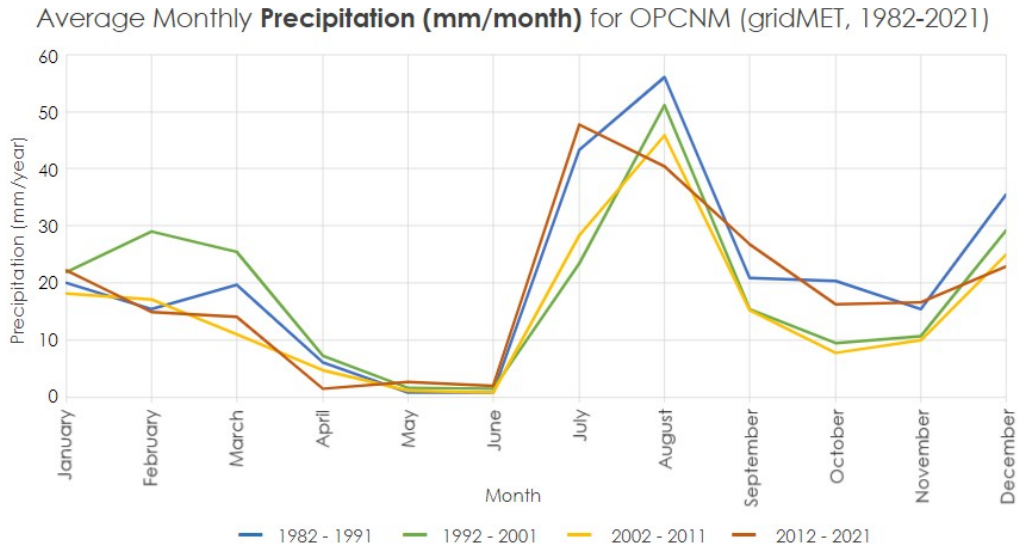 Average Monthly Precipitation (mm/month) for OPCNM (gridMET, 1982-2021)
Precipitation (mm/year)
60
50
40
30
20
10
0
January
February
March
April
May
June
July
August
September
October
November
December
Month
1982 - 1991
1992 - 2001
2002 - 2011
2012 - 2021